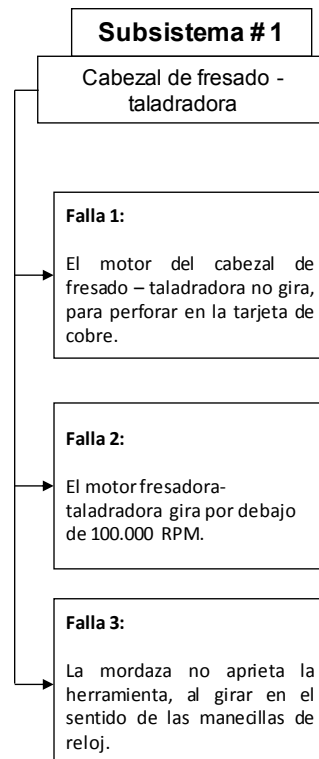 Subsistema # 1
Cabezal de fresado -
taladradora
Falla 1:
El motor del cabezal de
fresado – taladradora no gira,
para perforar en la tarjeta de
cobre.
Falla 2:
El motor fresadora-
taladradora gira por debajo
de 100.000 RPM.
Falla 3:
La mordaza no aprieta la
herramienta, al girar en el
sentido de las manecillas de
reloj.